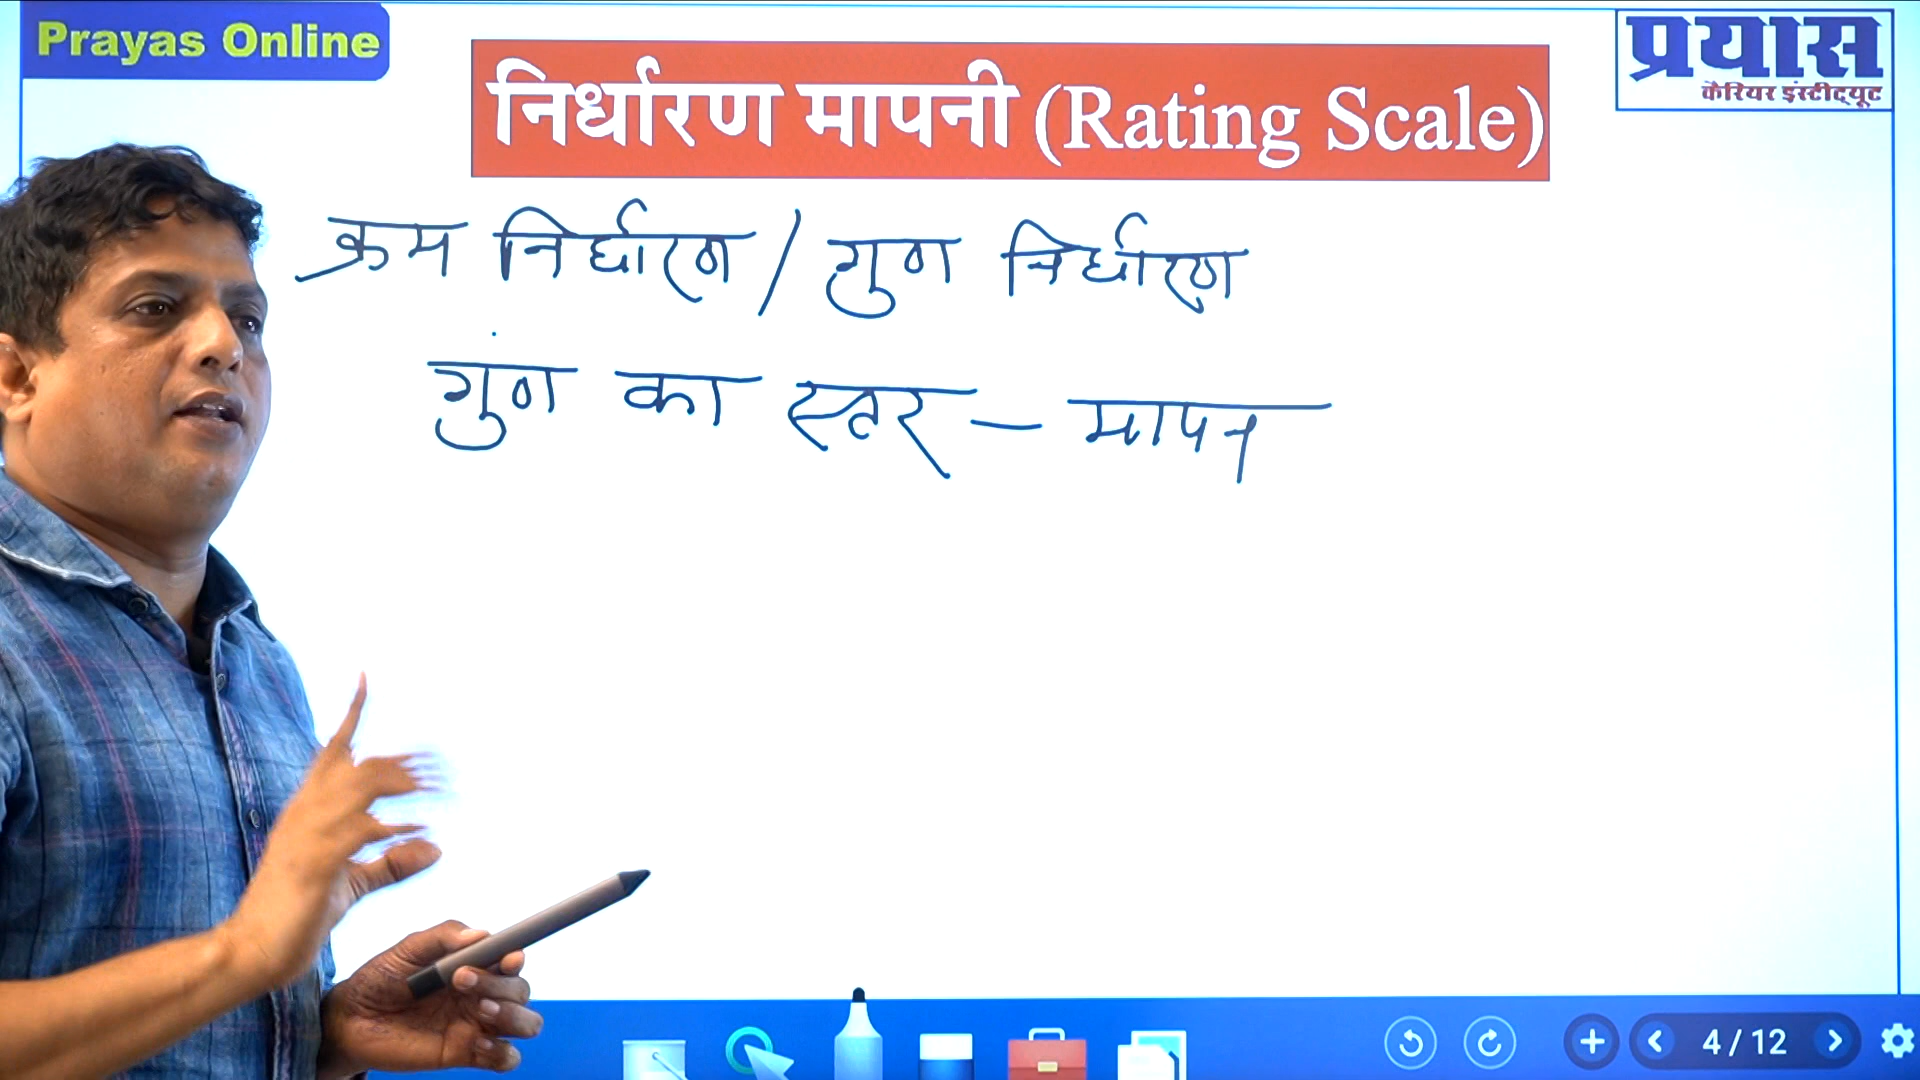 Prayas Online
निर्धारण मापनी (Rating Scale)
प्रयास
कैरियर इंस्टीट्यूट
क्रम निर्धारण / गुण निर्धारण
गुण का स्तर — मापन
4 / 12